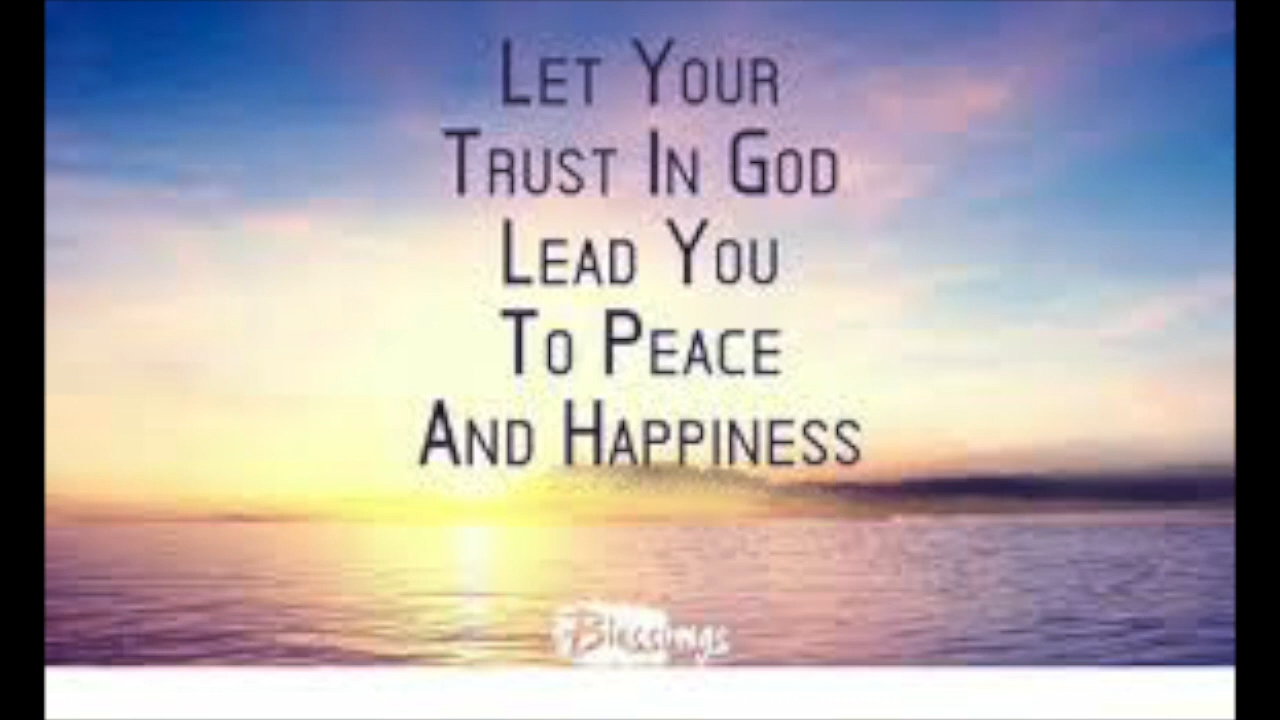 LET YOUR
TRUST IN GOD
LEAD YOU
TO PEACE
AND HAPPINESS
#Blessings